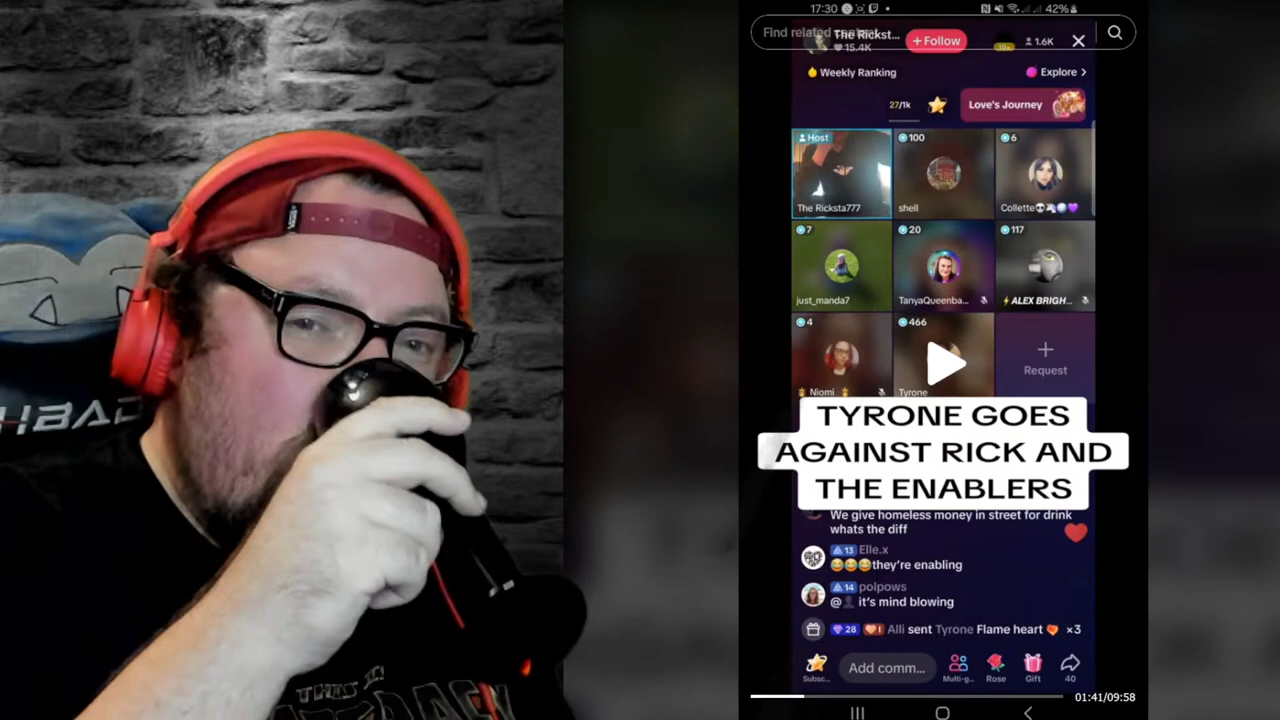 17:30
42%
Find related
The Rickst...
15.4K
+ Follow
1.6K
Weekly Ranking
Explore >
27/1k
Love's Journey
Host
The Ricksta777
100
shell
6
Collette
7
just_manda7
20
TanyaQueenba...
117
ALEX BRIGH...
4
Niomi
466
Tyrone
+
Request
TYRONE GOES
AGAINST RICK AND
THE ENABLERS
We give homeless money in street for drink
whats the diff
13 Elle.x
😂😂😂they're enabling
14 polpows
@👤 it's mind blowing
28 Alli sent Tyrone Flame heart ×3
Subsc...
Add comm...
Multi-g..
Rose
Gift
40
01:41/09:58
VANS
THIS IS